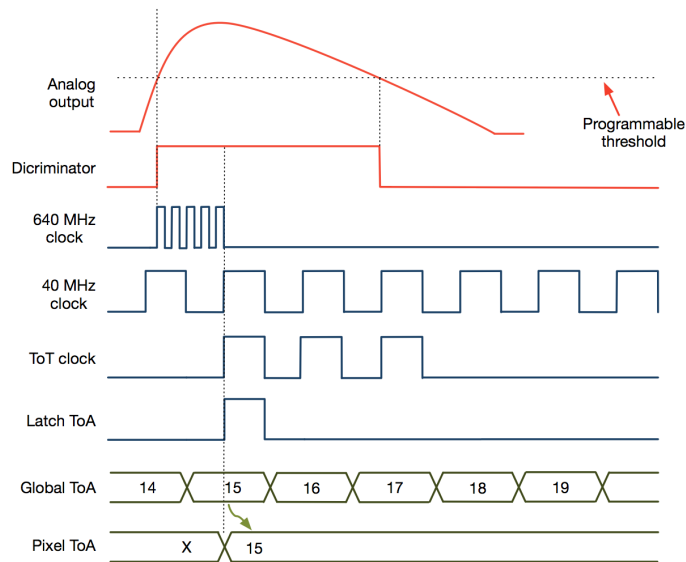 Analog
output
Programmable
threshold
Dicriminator
640 MHz
clock
40 MHz
clock
ToT clock
Latch ToA
Global ToA 14 15 16 17 18 19
Pixel ToA X 15